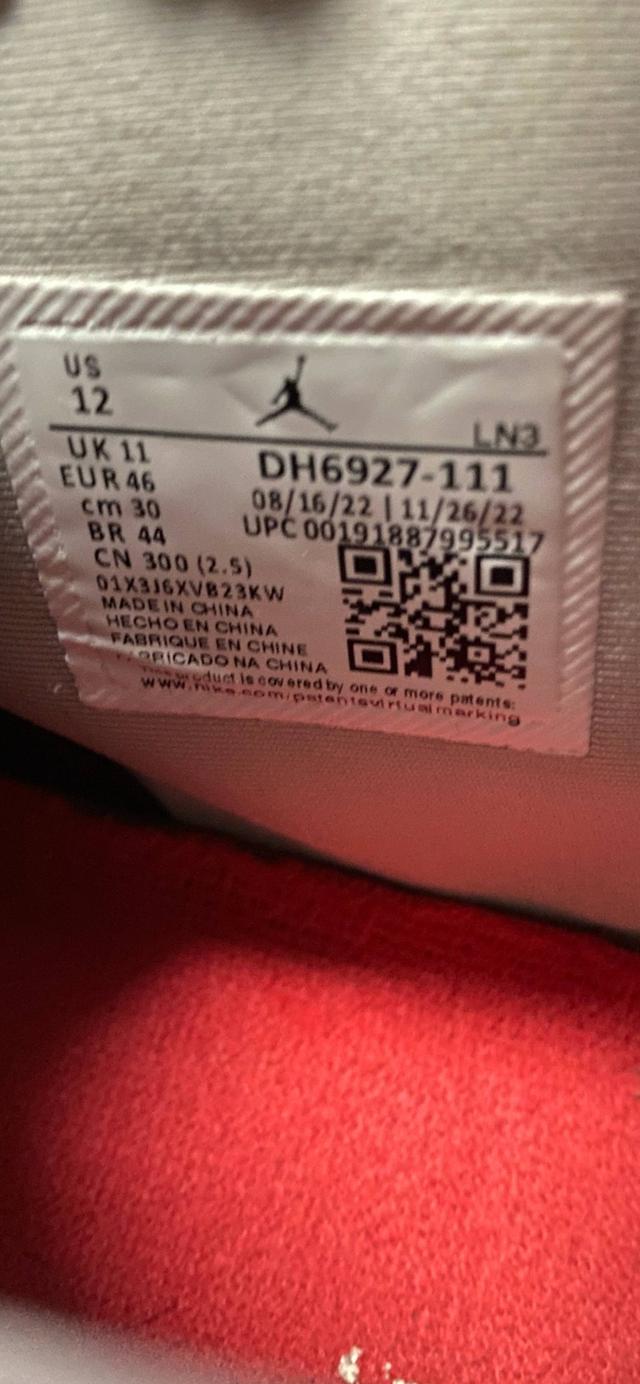 US
12
LN3
UK 11
EUR 46
cm 30
BR 44
CN 300 (2.5)
DH6927-111
08/16/22 | 11/26/22
UPC 00191887995517
01X3J6XVB23KW
MADE IN CHINA
HECHO EN CHINA
FABRIQUE EN CHINE
FABRICADO NA CHINA
This product is covered by one or more patents:
www.nike.com/patentsvirtualmarking